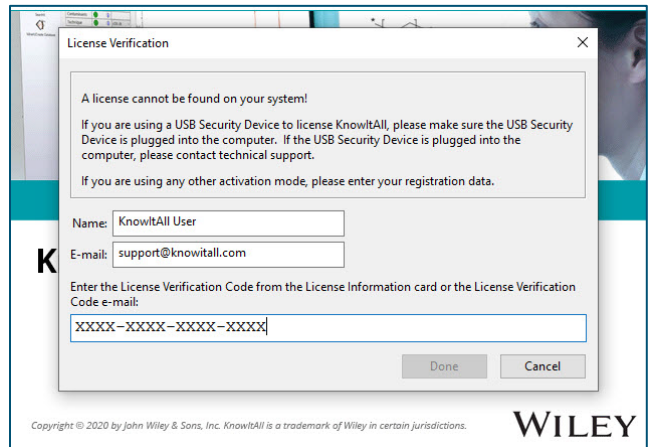 License Verification
A license cannot be found on your system!
If you are using a USB Security Device to license KnowItAll, please make sure the USB Security
Device is plugged into the computer.  If the USB Security Device is plugged into the
computer, please contact technical support.
If you are using any other activation mode, please enter your registration data.
Name: KnowItAll User
E-mail: support@knowitall.com
K
Enter the License Verification Code from the License Information card or the License Verification
Code e-mail:
XXXX-XXXX-XXXX-XXXX
Done Cancel
Copyright © 2020 by John Wiley & Sons, Inc. KnowItAll is a trademark of Wiley in certain jurisdictions.
WILEY